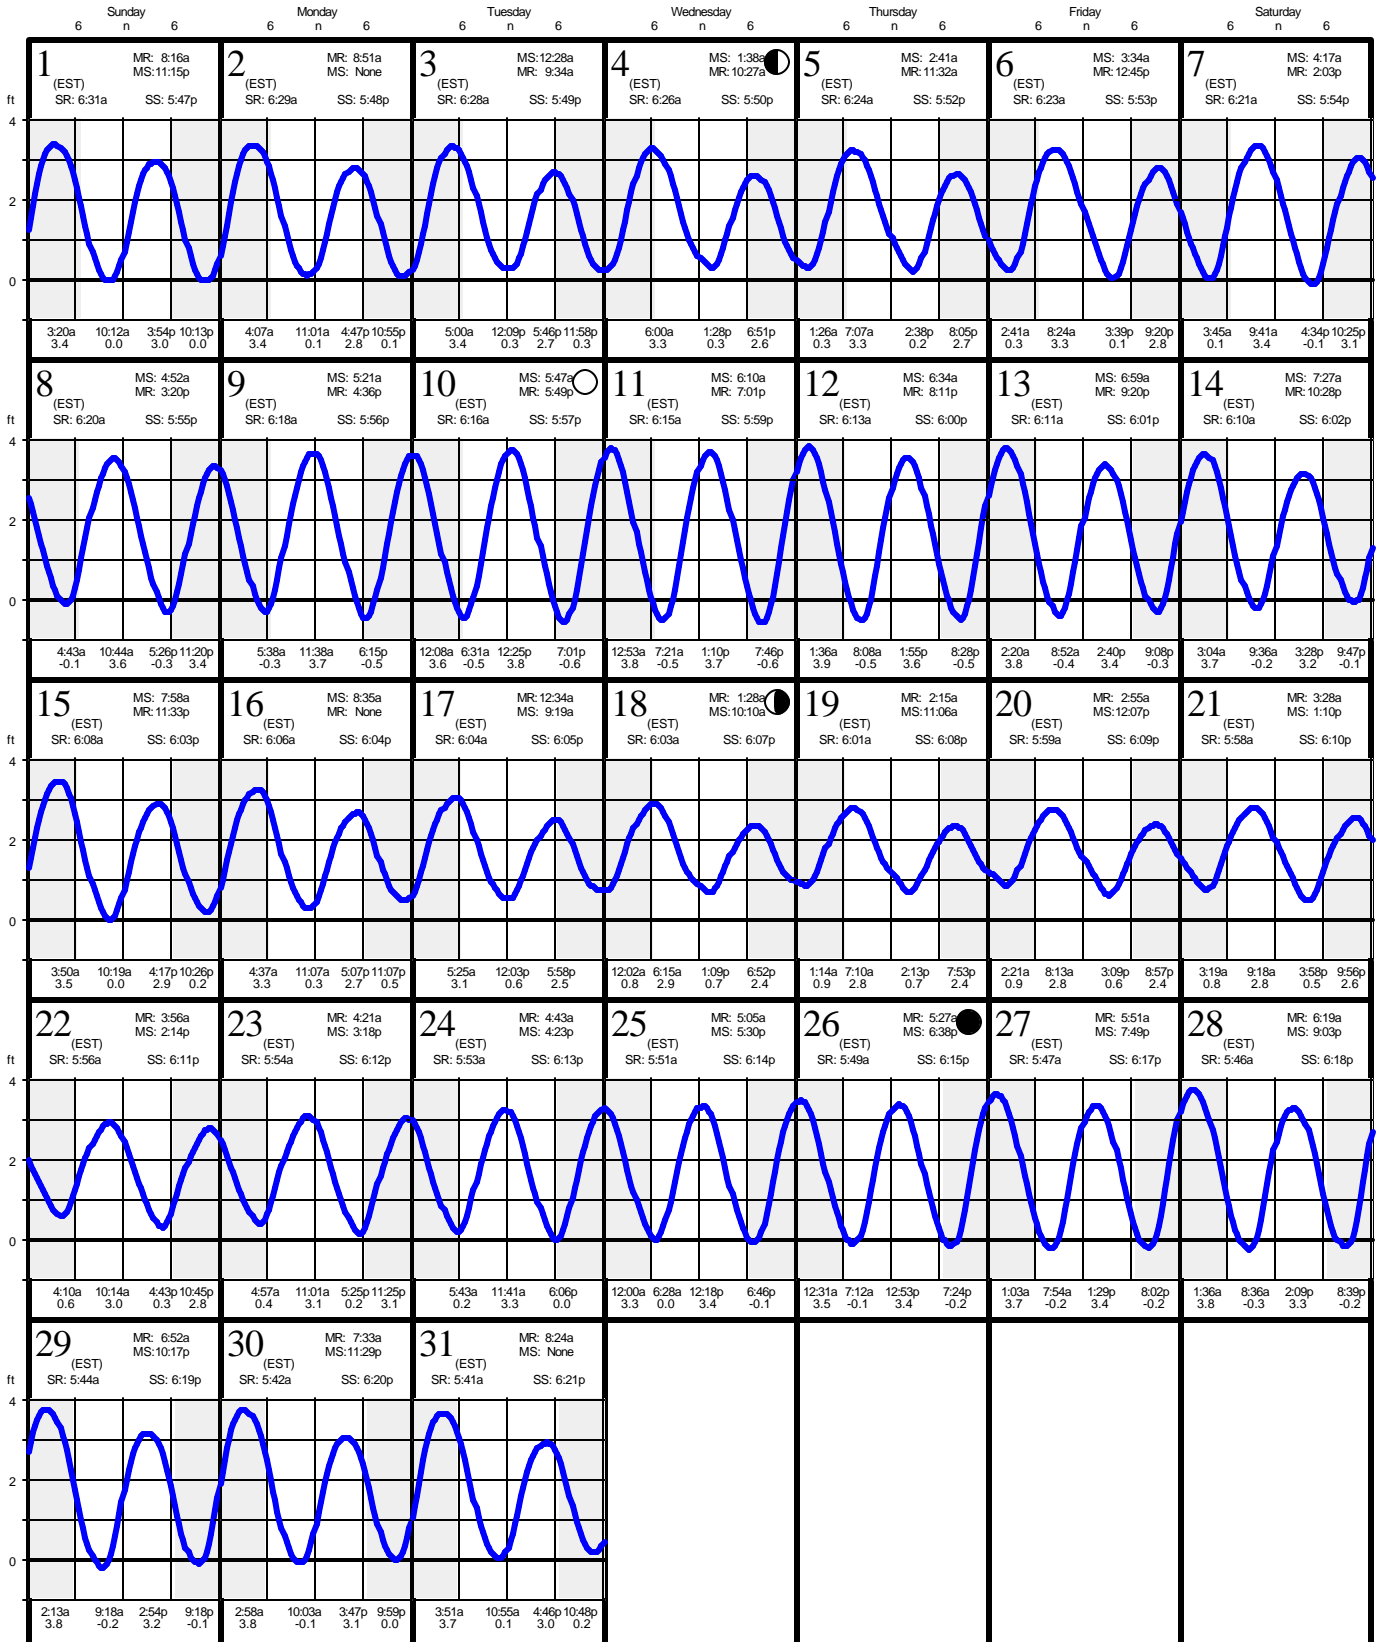 Sunday Monday Tuesday Wednesday Thursday Friday Saturday
6 n 6 6 n 6 6 n 6 6 n 6 6 n 6 6 n 6 6 n 6
1 MR: 8:16a 2 MR: 8:51a 3 MS:12:28a 4 MS: 1:38a 5 MS: 2:41a 6 MS: 3:34a 7 MS: 4:17a
MS:11:15p MS: None MR: 9:34a MR:10:27a MR:11:32a MR:12:45p MR: 2:03p
(EST) (EST) (EST) (EST) (EST) (EST) (EST)
ft SR: 6:31a SS: 5:47p SR: 6:29a SS: 5:48p SR: 6:28a SS: 5:49p SR: 6:26a SS: 5:50p SR: 6:24a SS: 5:52p SR: 6:23a SS: 5:53p SR: 6:21a SS: 5:54p
4
2
0
3:20a 10:12a 3:54p 10:13p 4:07a 11:01a 4:47p 10:55p 5:00a 12:09p 5:46p 11:58p 6:00a 1:28p 6:51p 1:26a 7:07a 2:38p 8:05p 2:41a 8:24a 3:39p 9:20p 3:45a 9:41a 4:34p 10:25p
3.4 0.0 3.0 0.0 3.4 0.1 2.8 0.1 3.4 0.3 2.7 0.3 3.3 0.3 2.6 0.3 3.3 0.2 2.7 0.3 3.3 0.1 2.8 0.1 3.4 -0.1 3.1
8 MS: 4:52a 9 MS: 5:21a 10 MS: 5:47a 11 MS: 6:10a 12 MS: 6:34a 13 MS: 6:59a 14 MS: 7:27a
MR: 3:20p MR: 4:36p MR: 5:49p MR: 7:01p MR: 8:11p MR: 9:20p MR:10:28p
(EST) (EST) (EST) (EST) (EST) (EST) (EST)
ft SR: 6:20a SS: 5:55p SR: 6:18a SS: 5:56p SR: 6:16a SS: 5:57p SR: 6:15a SS: 5:59p SR: 6:13a SS: 6:00p SR: 6:11a SS: 6:01p SR: 6:10a SS: 6:02p
4
2
0
4:43a 10:44a 5:26p 11:20p 5:38a 11:38a 6:15p 12:08a 6:31a 12:25p 7:01p 12:53a 7:21a 1:10p 7:46p 1:36a 8:08a 1:55p 8:28p 2:20a 8:52a 2:40p 9:08p 3:04a 9:36a 3:28p 9:47p
-0.1 3.6 -0.3 3.4 -0.3 3.7 -0.5 3.6 -0.5 3.8 -0.6 3.8 -0.5 3.7 -0.6 3.9 -0.5 3.6 -0.5 3.8 -0.4 3.4 -0.3 3.7 -0.2 3.2 -0.1
15 MS: 7:58a 16 MS: 8:35a 17 MR:12:34a 18 MR: 1:28a 19 MR: 2:15a 20 MR: 2:55a 21 MR: 3:28a
MR:11:33p MR: None MS: 9:19a MS:10:10a MS:11:06a MS:12:07p MS: 1:10p
(EST) (EST) (EST) (EST) (EST) (EST) (EST)
ft SR: 6:08a SS: 6:03p SR: 6:06a SS: 6:04p SR: 6:04a SS: 6:05p SR: 6:03a SS: 6:07p SR: 6:01a SS: 6:08p SR: 5:59a SS: 6:09p SR: 5:58a SS: 6:10p
4
2
0
3:50a 10:19a 4:17p 10:26p 4:37a 11:07a 5:07p 11:07p 5:25a 12:03p 5:58p 12:02a 6:15a 1:09p 6:52p 1:14a 7:10a 2:13p 7:53p 2:21a 8:13a 3:09p 8:57p 3:19a 9:18a 3:58p 9:56p
3.5 0.0 2.9 0.2 3.3 0.3 2.7 0.5 3.1 0.6 2.5 0.8 2.9 0.7 2.4 0.9 2.8 0.7 2.4 0.9 2.8 0.6 2.4 0.8 2.8 0.5 2.6
22 MR: 3:56a 23 MR: 4:21a 24 MR: 4:43a 25 MR: 5:05a 26 MR: 5:27a 27 MR: 5:51a 28 MR: 6:19a
MS: 2:14p MS: 3:18p MS: 4:23p MS: 5:30p MS: 6:38p MS: 7:49p MS: 9:03p
(EST) (EST) (EST) (EST) (EST) (EST) (EST)
ft SR: 5:56a SS: 6:11p SR: 5:54a SS: 6:12p SR: 5:53a SS: 6:13p SR: 5:51a SS: 6:14p SR: 5:49a SS: 6:15p SR: 5:47a SS: 6:17p SR: 5:46a SS: 6:18p
4
2
0
4:10a 10:14a 4:43p 10:45p 4:57a 11:01a 5:25p 11:25p 5:43a 11:41a 6:06p 12:00a 6:28a 12:18p 6:46p 12:31a 7:12a 12:53p 7:24p 1:03a 7:54a 1:29p 8:02p 1:36a 8:36a 2:09p 8:39p
0.6 3.0 0.3 2.8 0.4 3.1 0.2 3.1 0.2 3.3 0.0 3.3 0.0 3.4 -0.1 3.5 -0.1 3.4 -0.2 3.7 -0.2 3.4 -0.2 3.8 -0.3 3.3 -0.2
29 MR: 6:52a 30 MR: 7:33a 31 MR: 8:24a
MS:10:17p MS:11:29p MS: None
(EST) (EST) (EST)
ft SR: 5:44a SS: 6:19p SR: 5:42a SS: 6:20p SR: 5:41a SS: 6:21p
4
2
0
2:13a 9:18a 2:54p 9:18p 2:58a 10:03a 3:47p 9:59p 3:51a 10:55a 4:46p 10:48p
3.8 -0.2 3.2 -0.1 3.8 -0.1 3.1 0.0 3.7 0.1 3.0 0.2